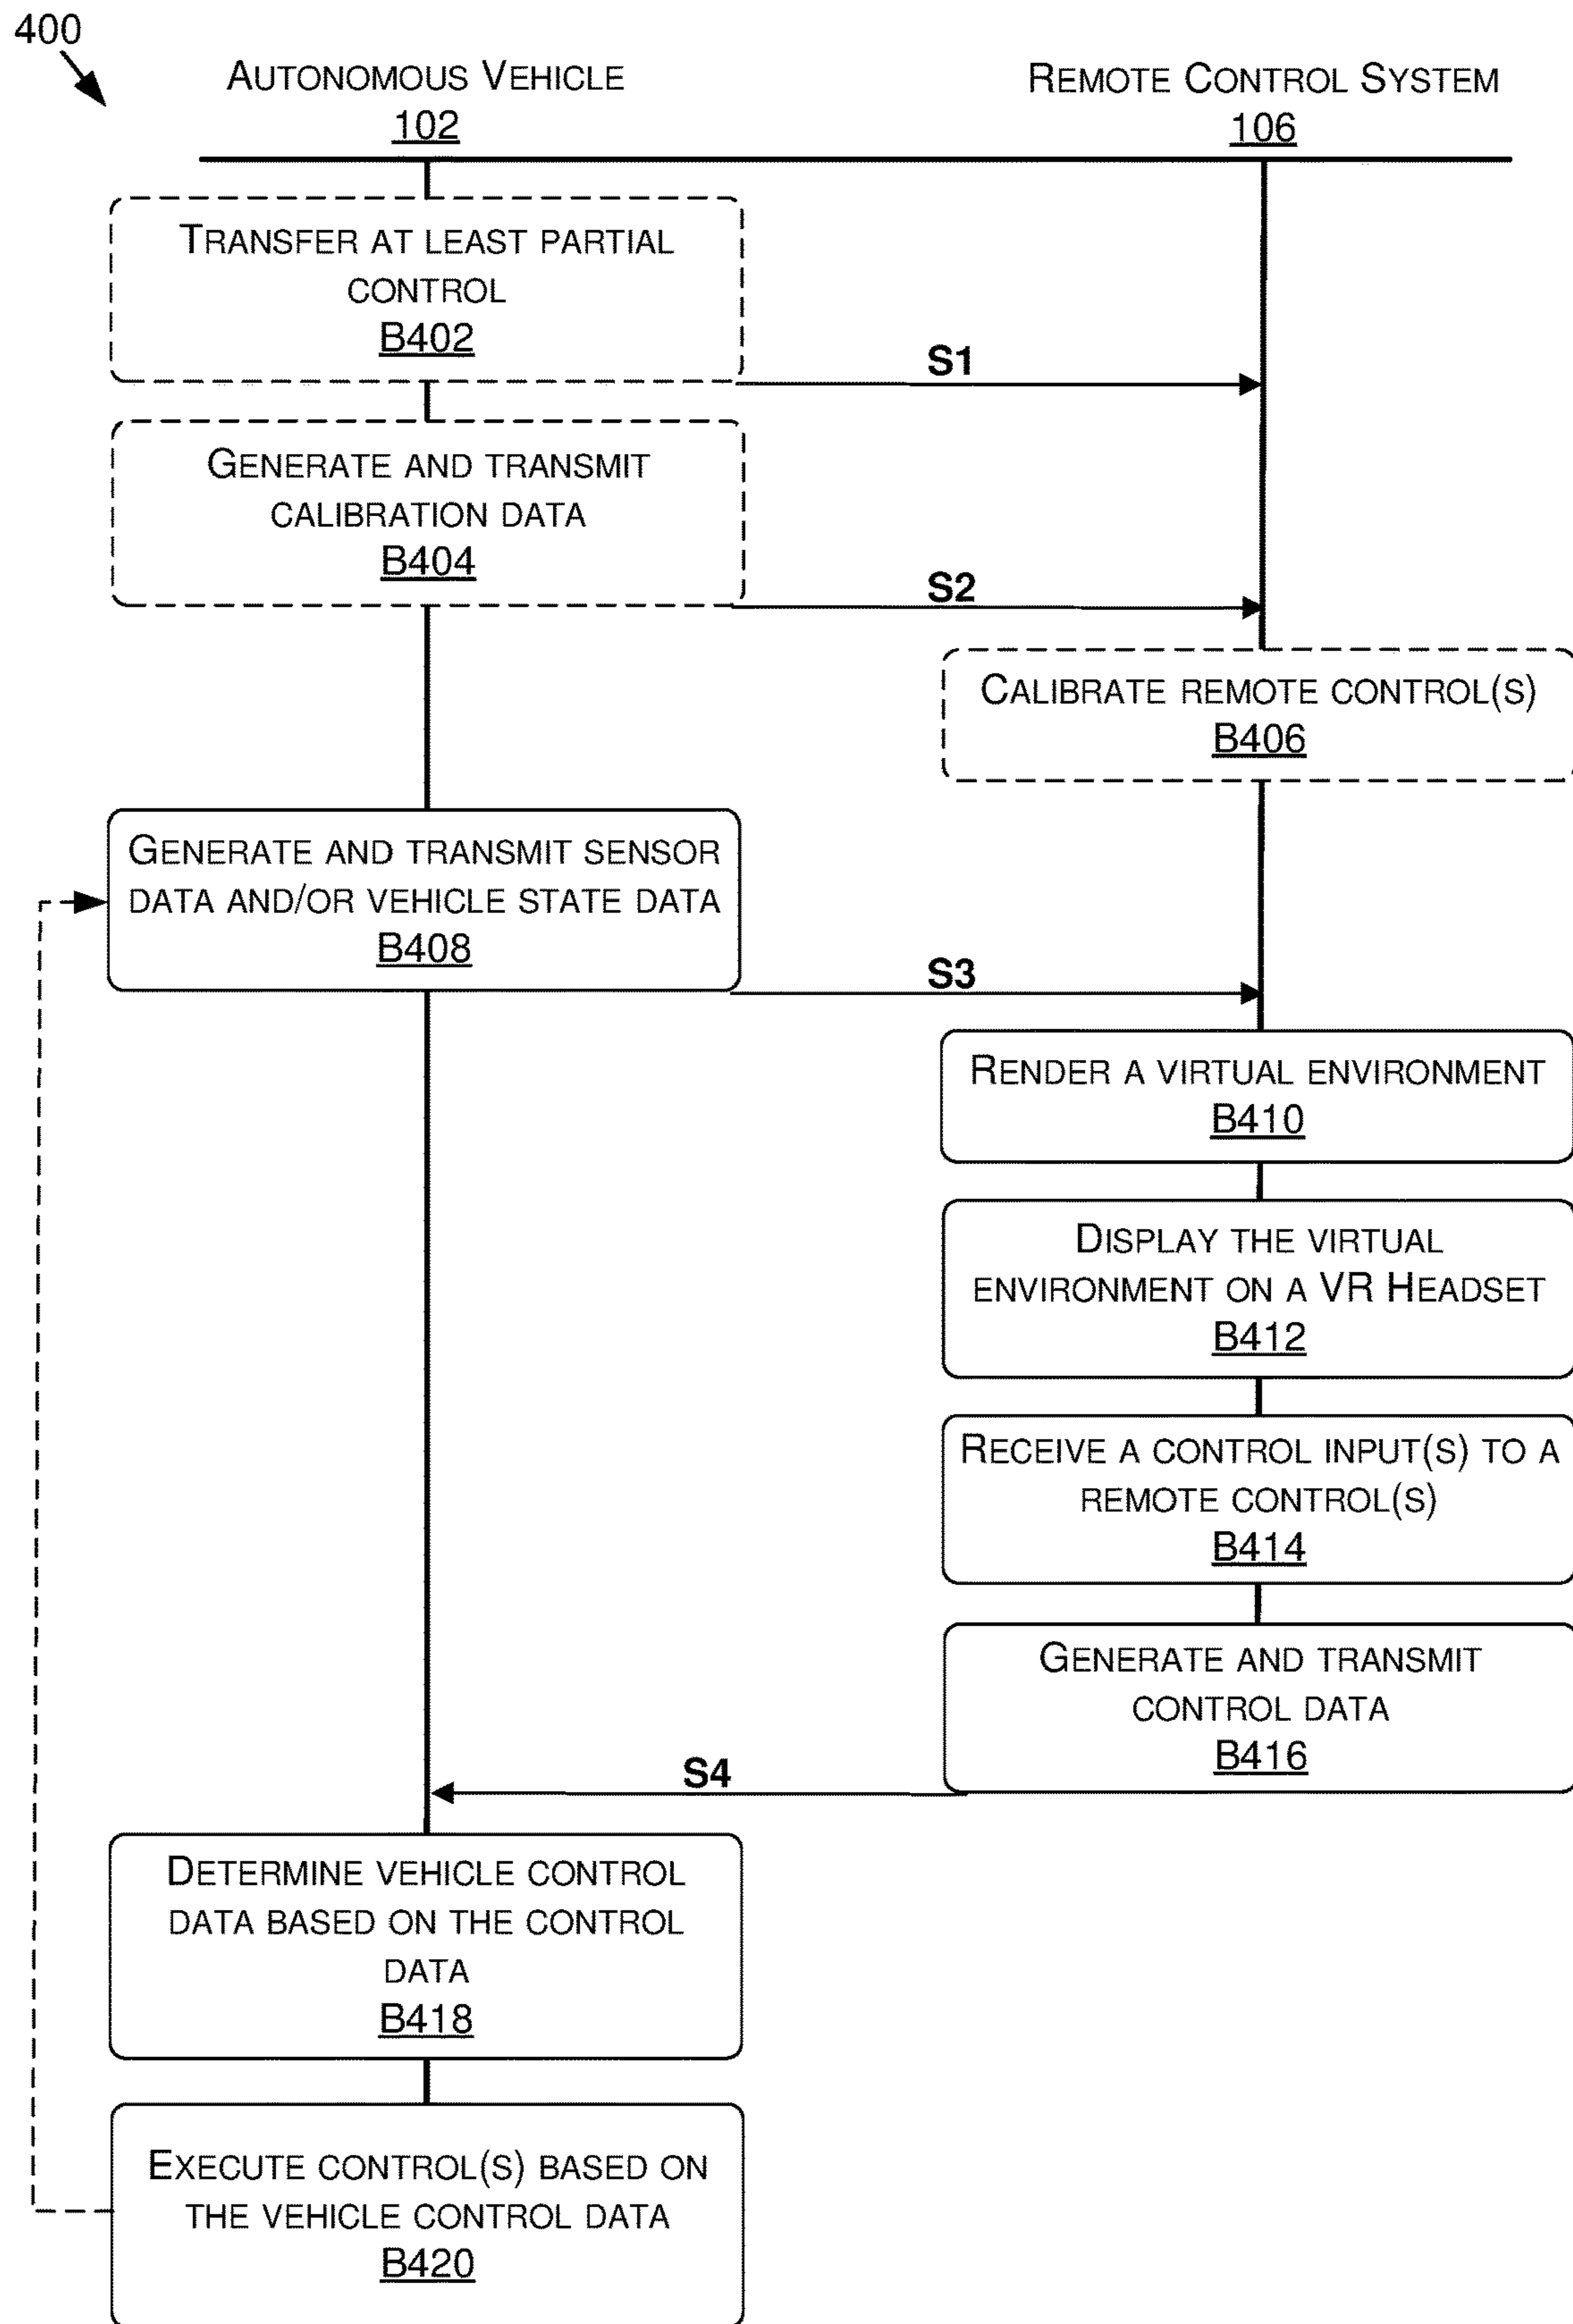 400
AUTONOMOUS VEHICLE
102
REMOTE CONTROL SYSTEM
106
TRANSFER AT LEAST PARTIAL
CONTROL
B402
S1
GENERATE AND TRANSMIT
CALIBRATION DATA
B404
S2
CALIBRATE REMOTE CONTROL(S)
B406
GENERATE AND TRANSMIT SENSOR
DATA AND/OR VEHICLE STATE DATA
B408
S3
RENDER A VIRTUAL ENVIRONMENT
B410
DISPLAY THE VIRTUAL
ENVIRONMENT ON A VR HEADSET
B412
RECEIVE A CONTROL INPUT(S) TO A
REMOTE CONTROL(S)
B414
GENERATE AND TRANSMIT
CONTROL DATA
B416
S4
DETERMINE VEHICLE CONTROL
DATA BASED ON THE CONTROL
DATA
B418
EXECUTE CONTROL(S) BASED ON
THE VEHICLE CONTROL DATA
B420